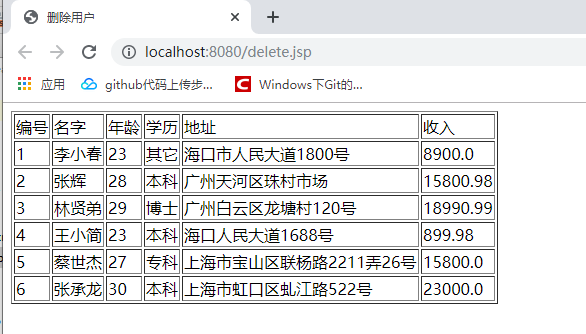 删除用户
localhost:8080/delete.jsp
应用 github代码上传步... Windows下Git的...
编号 名字 年龄 学历 地址 收入
1 李小春 23 其它 海口市人民大道1800号 8900.0
2 张辉 28 本科 广州天河区珠村市场 15800.98
3 林贤弟 29 博士 广州白云区龙塘村120号 18990.99
4 王小简 23 本科 海口人民大道1688号 899.98
5 蔡世杰 27 专科 上海市宝山区联杨路2211弄26号 15800.0
6 张承龙 30 本科 上海市虹口区虬江路522号 23000.0